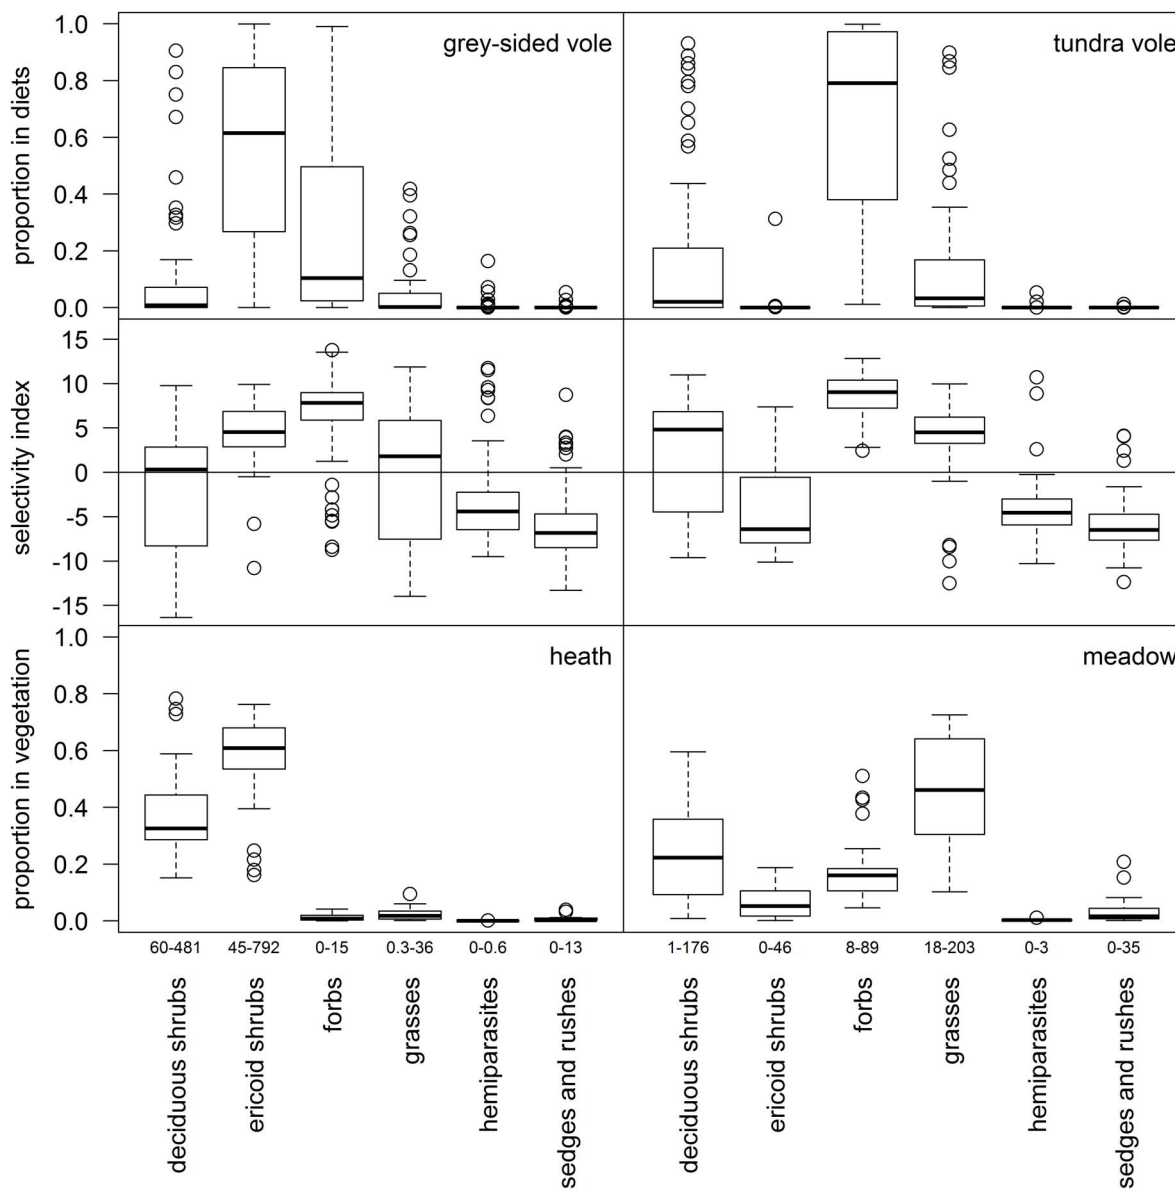 grey-sided vole
tundra vole
proportion in diets
1.0
0.8
0.6
0.4
0.2
0.0
selectivity index
15
10
5
0
-5
-10
-15
heath
meadow
proportion in vegetation
1.0
0.8
0.6
0.4
0.2
0.0
60-481 45-792 0-15 0.3-36 0-0.6 0-13 1-176 0-46 8-89 18-203 0-3 0-35
deciduous shrubs
ericoid shrubs
forbs
grasses
hemiparasites
sedges and rushes
deciduous shrubs
ericoid shrubs
forbs
grasses
hemiparasites
sedges and rushes